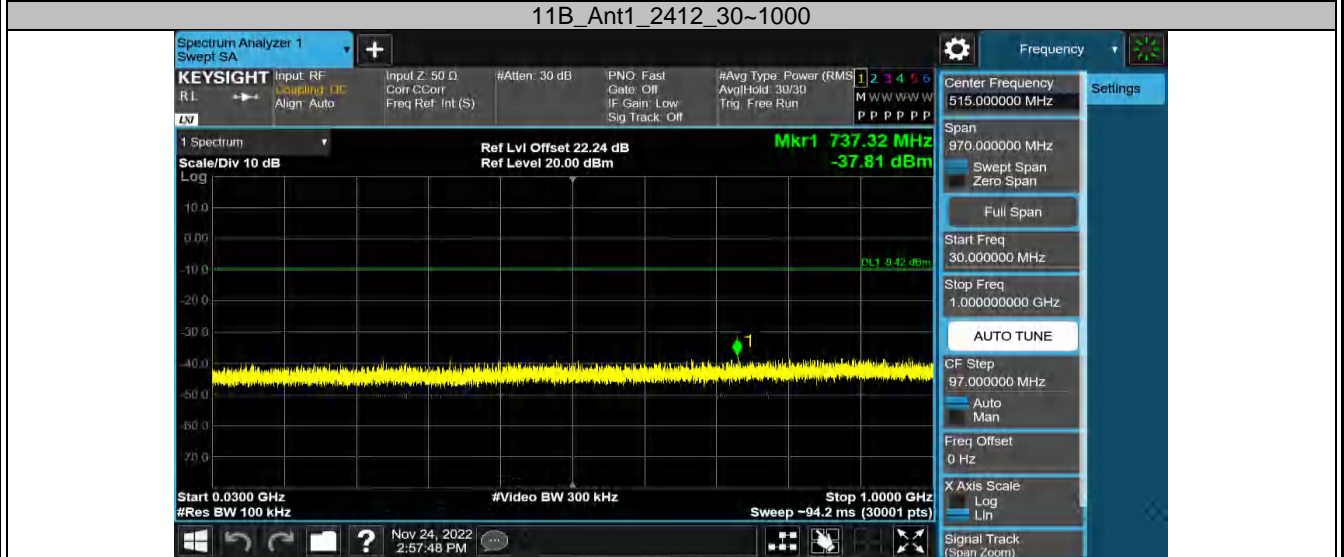 11B_Ant1_2412_30~1000
Spectrum Analyzer 1
Swept SA
+
Frequency
KEYSIGHT
RL
LXI
Input: RF
Coupling: DC
Align: Auto
Input Z: 50 Ω
Corr CCorr
Freq Ref: Int (S)
#Atten: 30 dB
PNO: Fast
Gate: Off
IF Gain: Low
Sig Track: Off
#Avg Type: Power (RMS
Avg|Hold: 30/30
Trig: Free Run
1 2 3 4 5 6
M W W W W W
P P P P P P
Center Frequency
515.000000 MHz
Settings
1 Spectrum
Scale/Div 10 dB
Log
Ref Lvl Offset 22.24 dB
Ref Level 20.00 dBm
Mkr1 737.32 MHz
-37.81 dBm
Span
970.000000 MHz
Swept Span
Zero Span
Full Span
Start Freq
30.000000 MHz
Stop Freq
1.000000000 GHz
AUTO TUNE
CF Step
97.000000 MHz
Auto
Man
Freq Offset
0 Hz
X Axis Scale
Log
Lin
Signal Track
(Span Zoom)
10.0
0.00
-10.0
-20.0
-30.0
-40.0
-50.0
-60.0
-70.0
DL1 -9.42 dBm
1
Start 0.0300 GHz
#Res BW 100 kHz
#Video BW 300 kHz
Stop 1.0000 GHz
Sweep ~94.2 ms (30001 pts)
?
Nov 24, 2022
2:57:48 PM